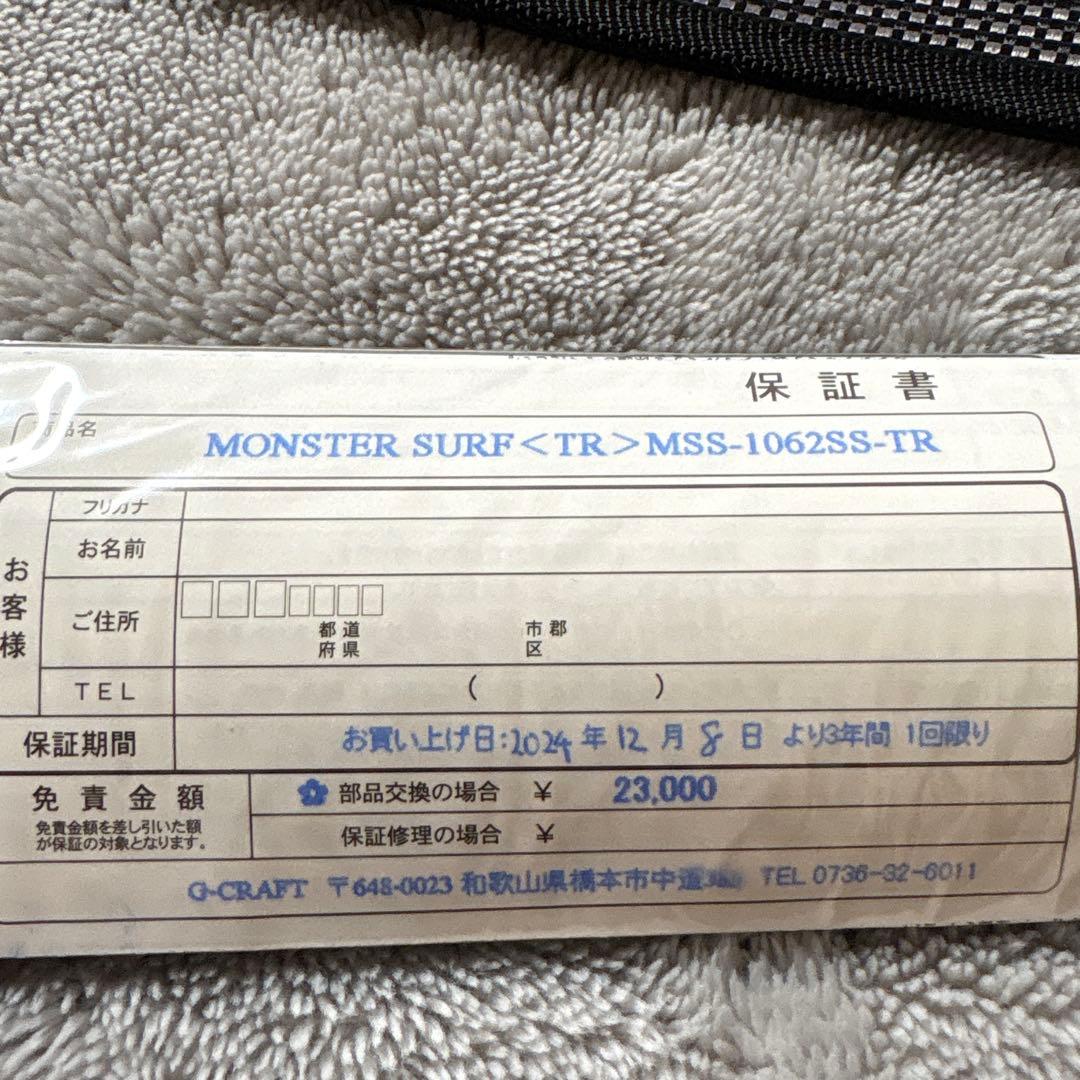 保証書
商品名 MONSTER SURF＜TR＞MSS-1062SS-TR
お客様
フリガナ
お名前
ご住所
都道府県 市郡区
TEL ( )
保証期間 お買い上げ日：2024年12月8日 より3年間 1回限り
免責金額 部品交換の場合 ¥ 23,000
免責金額を差し引いた額
が保証の対象となります。
保証修理の場合 ¥
G-CRAFT 〒648-0023 和歌山県橋本市中道 TEL 0736-32-6011